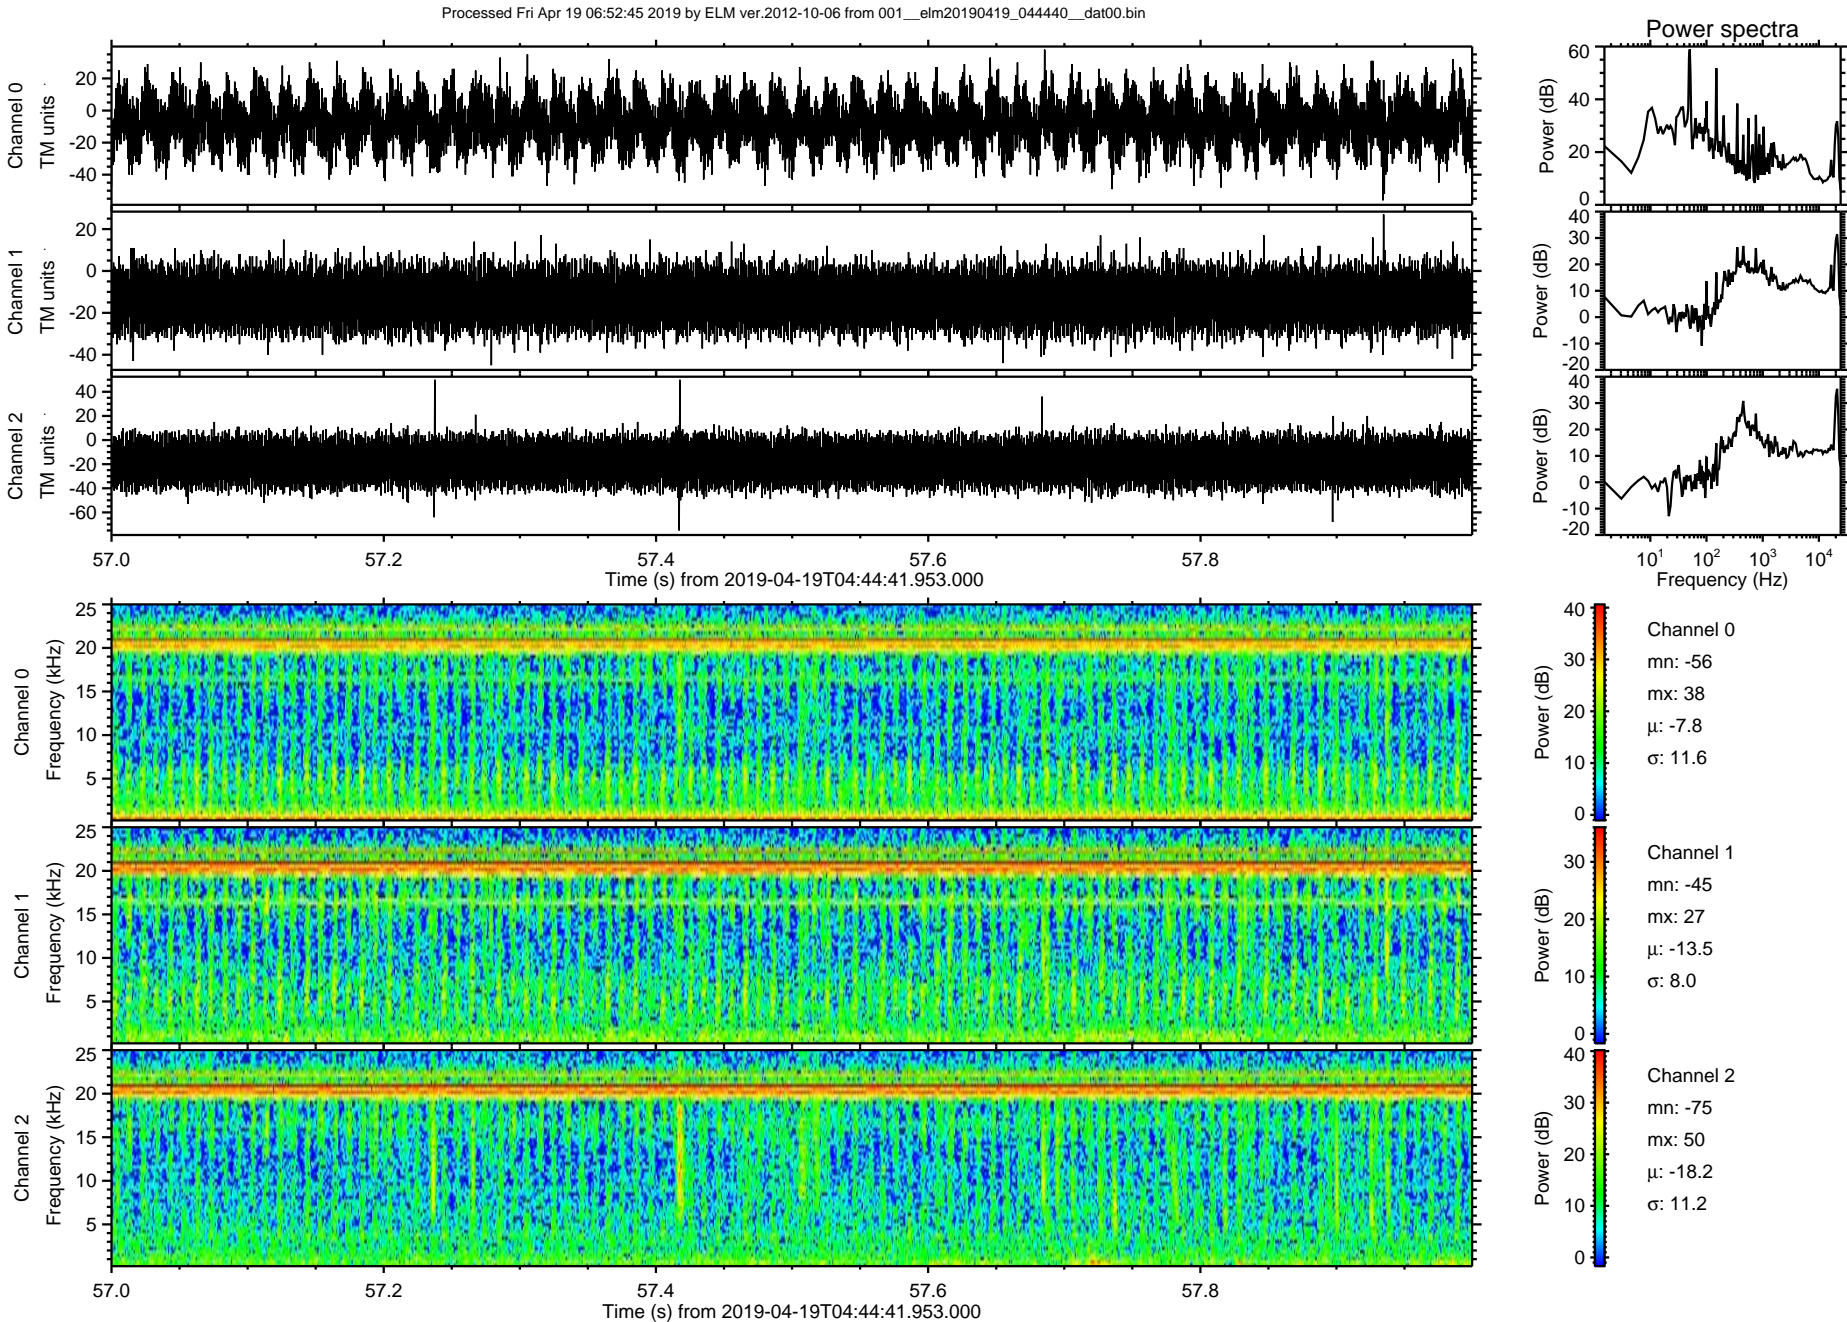 Processed Fri Apr 19 06:52:45 2019 by ELM ver.2012-10-06 from 001__elm20190419_044440__dat00.bin
Power spectra
Channel 0
TM units
20
0
-20
-40
Power (dB)
60
40
20
0
Channel 1
TM units
20
0
-20
-40
Power (dB)
40
30
20
10
0
-10
-20
Channel 2
TM units
40
20
0
-20
-40
-60
Power (dB)
40
30
20
10
0
-10
-20
57.0 57.2 57.4 57.6 57.8
Time (s) from 2019-04-19T04:44:41.953.000
10^1 10^2 10^3 10^4
Frequency (Hz)
Channel 0
Frequency (kHz)
25
20
15
10
5
Power (dB)
40
30
20
10
0
Channel 0
mn: -56
mx: 38
μ: -7.8
σ: 11.6
Channel 1
Frequency (kHz)
25
20
15
10
5
Power (dB)
30
20
10
0
Channel 1
mn: -45
mx: 27
μ: -13.5
σ: 8.0
Channel 2
Frequency (kHz)
25
20
15
10
5
Power (dB)
40
30
20
10
0
Channel 2
mn: -75
mx: 50
μ: -18.2
σ: 11.2
57.0 57.2 57.4 57.6 57.8
Time (s) from 2019-04-19T04:44:41.953.000